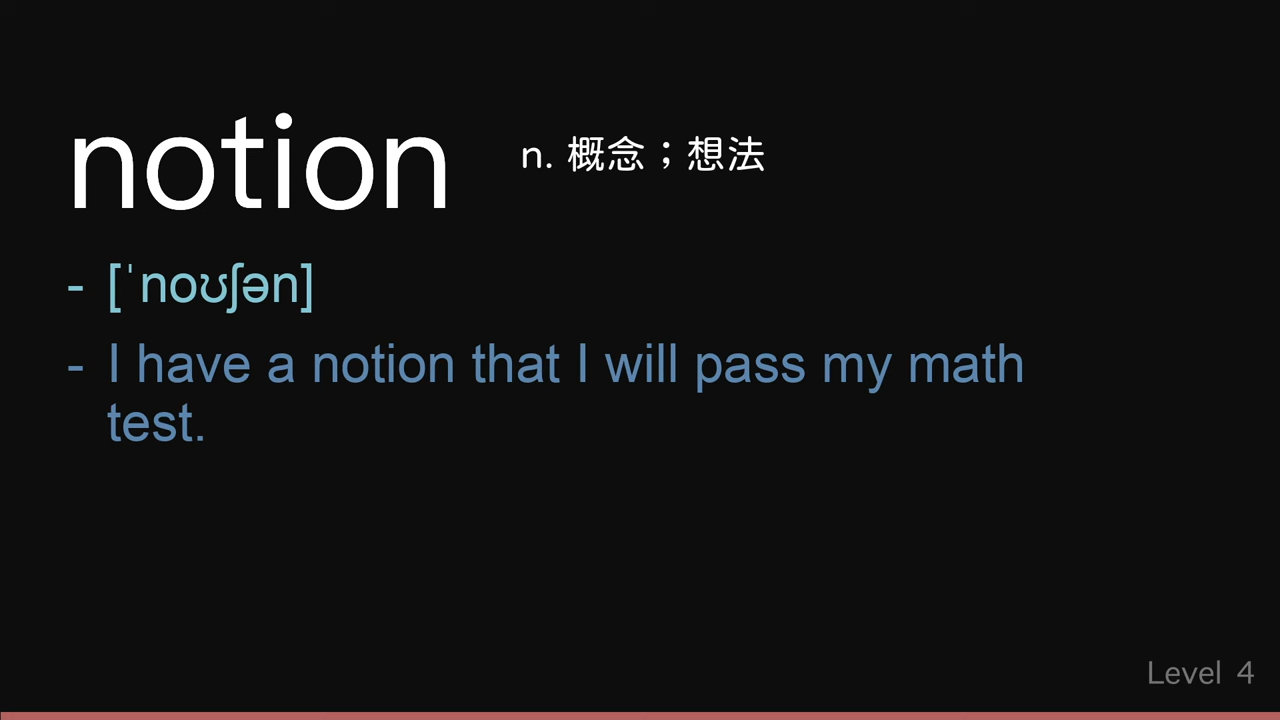 notion n. 概念；想法
- [ˈnoʊʃən]
- I have a notion that I will pass my math
test.
Level 4